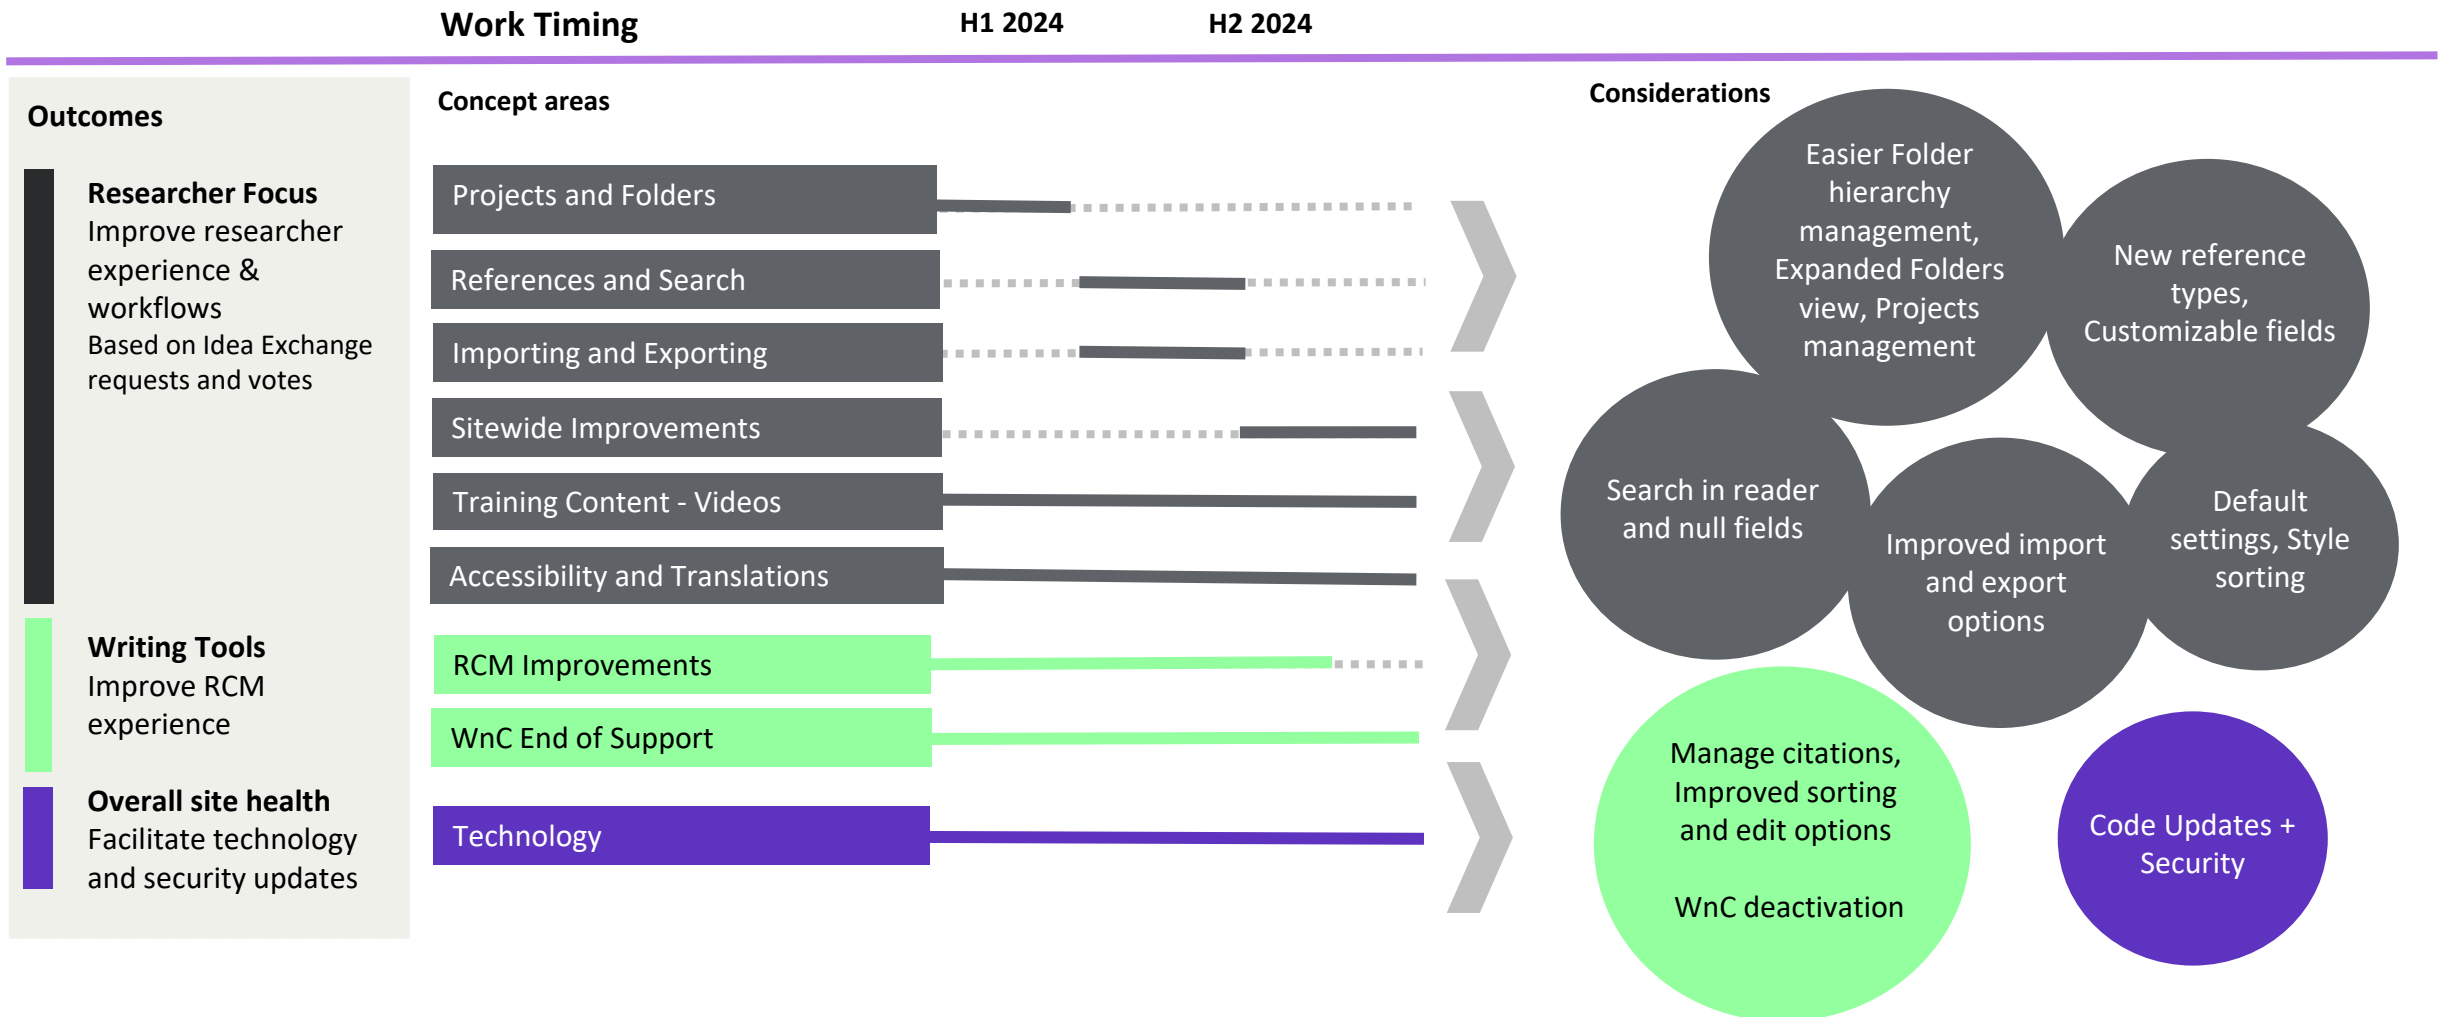 Work Timing
H1 2024
H2 2024
Outcomes
Researcher Focus
Improve researcher
experience &
workflows
Based on Idea Exchange
requests and votes
Writing Tools
Improve RCM
experience
Overall site health
Facilitate technology
and security updates
Concept areas
Projects and Folders
References and Search
Importing and Exporting
Sitewide Improvements
Training Content - Videos
Accessibility and Translations
RCM Improvements
WnC End of Support
Technology
Considerations
Easier Folder
hierarchy
management,
Expanded Folders
view, Projects
management
New reference
types,
Customizable fields
Search in reader
and null fields
Improved import
and export
options
Default
settings, Style
sorting
Manage citations,
Improved sorting
and edit options
WnC deactivation
Code Updates +
Security